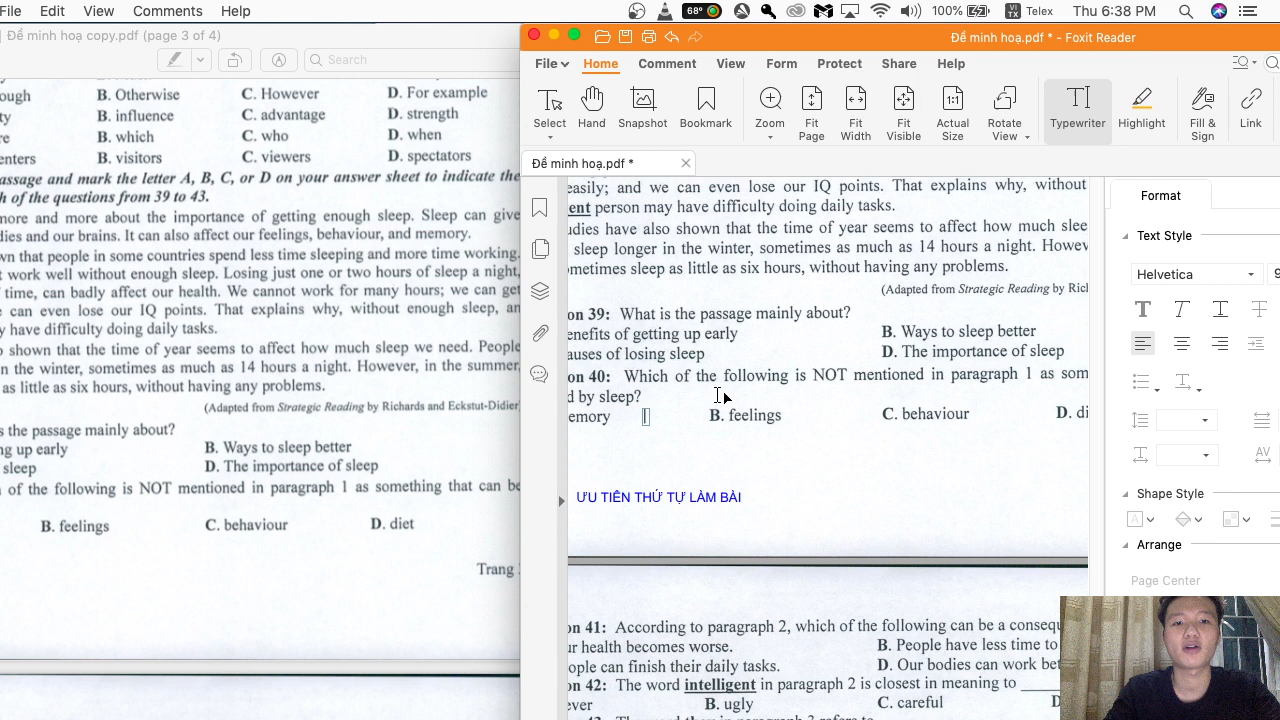 File Edit View Comments Help
100% VI TX Telex Thu 6:38 PM
68°
Đề minh hoạ copy.pdf (page 3 of 4)
Search
ough B. Otherwise C. However D. For example
ty B. influence C. advantage D. strength
re B. which C. who D. when
enters B. visitors C. viewers D. spectators
assage and mark the letter A, B, C, or D on your answer sheet to indicate the
h of the questions from 39 to 43.
more and more about the importance of getting enough sleep. Sleep can give
dies and our brains. It can also affect our feelings, behaviour, and memory.
wn that people in some countries spend less time sleeping and more time working.
t work well without enough sleep. Losing just one or two hours of sleep a night,
time, can badly affect our health. We cannot work for many hours; we can get
e can even lose our IQ points. That explains why, without enough sleep, an
y have difficulty doing daily tasks.
o shown that the time of year seems to affect how much sleep we need. People
n the winter, sometimes as much as 14 hours a night. However, in the summer,
as little as six hours, without having any problems.
(Adapted from Strategic Reading by Richards and Eckstut-Didier
s the passage mainly about?
ng up early B. Ways to sleep better
sleep D. The importance of sleep
of the following is NOT mentioned in paragraph 1 as something that can be
B. feelings C. behaviour D. diet
Trang
Đề minh hoạ.pdf * - Foxit Reader
File Home Comment View Form Protect Share Help
Select Hand Snapshot Bookmark Zoom Fit Page Fit Width Fit Visible Actual Size Rotate View Typewriter Highlight Fill & Sign Link
Đề minh hoạ.pdf *
easily; and we can even lose our IQ points. That explains why, without
ent person may have difficulty doing daily tasks.
udies have also shown that the time of year seems to affect how much slee
sleep longer in the winter, sometimes as much as 14 hours a night. Howev
ometimes sleep as little as six hours, without having any problems.
(Adapted from Strategic Reading by Rich
on 39: What is the passage mainly about?
enefits of getting up early B. Ways to sleep better
auses of losing sleep D. The importance of sleep
on 40: Which of the following is NOT mentioned in paragraph 1 as som
d by sleep?
emory B. feelings C. behaviour D. di
ƯU TIÊN THỨ TỰ LÀM BÀI
on 41: According to paragraph 2, which of the following can be a consequ
ur health becomes worse. B. People have less time to
ople can finish their daily tasks. D. Our bodies can work be
on 42: The word intelligent in paragraph 2 is closest in meaning to
ever B. ugly C. careful D
Format
Text Style
Helvetica 9
Shape Style
Arrange
Page Center